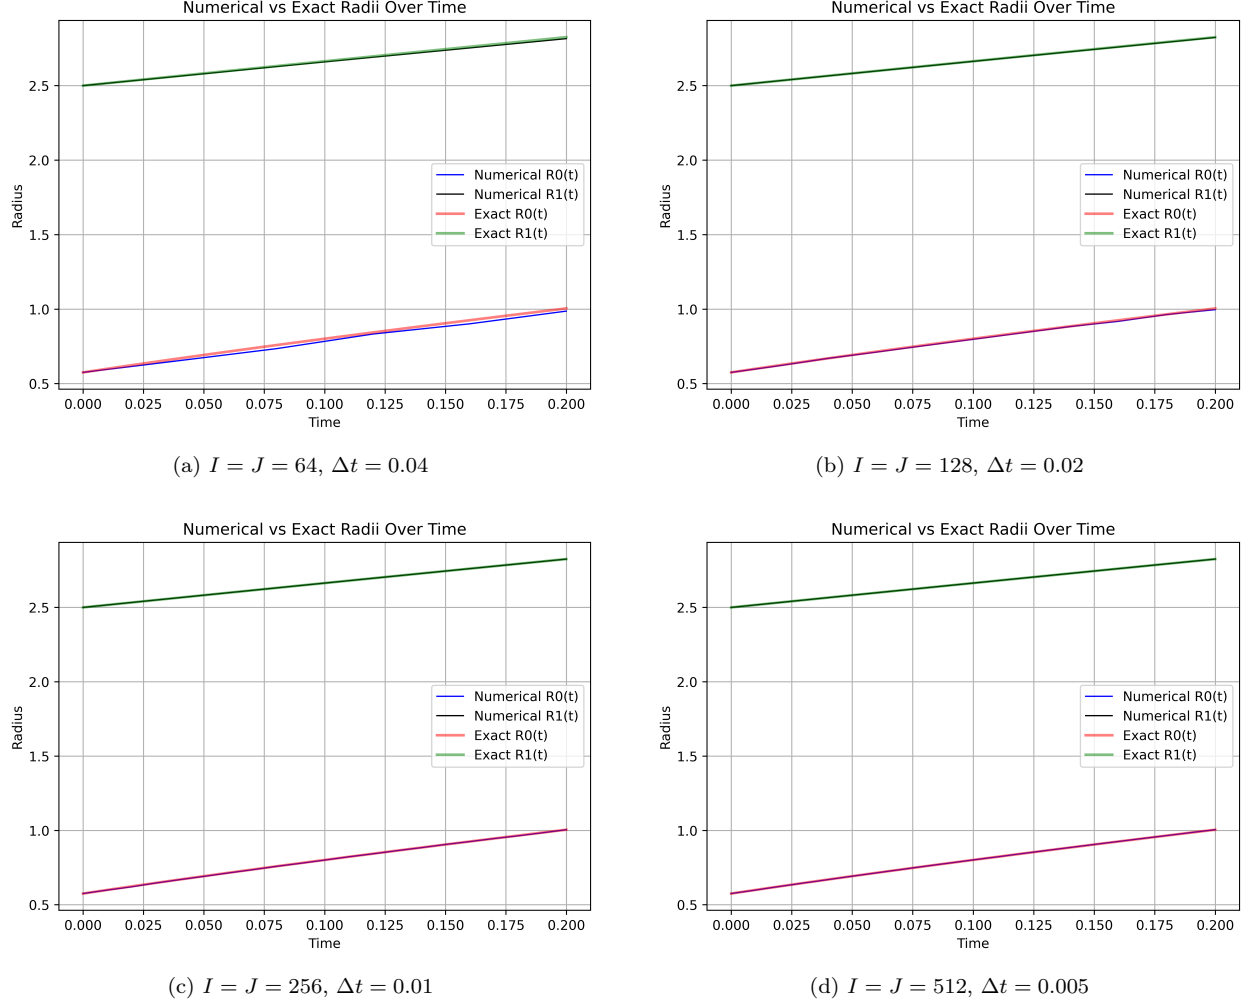 Numerical vs Exact Radii Over Time
2.5
2.0
1.5
1.0
0.5
Radius
Numerical R0(t)
Numerical R1(t)
Exact R0(t)
Exact R1(t)
0.000 0.025 0.050 0.075 0.100 0.125 0.150 0.175 0.200
Time
(a) I = J = 64, Δt = 0.04
Numerical vs Exact Radii Over Time
2.5
2.0
1.5
1.0
0.5
Radius
Numerical R0(t)
Numerical R1(t)
Exact R0(t)
Exact R1(t)
0.000 0.025 0.050 0.075 0.100 0.125 0.150 0.175 0.200
Time
(b) I = J = 128, Δt = 0.02
Numerical vs Exact Radii Over Time
2.5
2.0
1.5
1.0
0.5
Radius
Numerical R0(t)
Numerical R1(t)
Exact R0(t)
Exact R1(t)
0.000 0.025 0.050 0.075 0.100 0.125 0.150 0.175 0.200
Time
(c) I = J = 256, Δt = 0.01
Numerical vs Exact Radii Over Time
2.5
2.0
1.5
1.0
0.5
Radius
Numerical R0(t)
Numerical R1(t)
Exact R0(t)
Exact R1(t)
0.000 0.025 0.050 0.075 0.100 0.125 0.150 0.175 0.200
Time
(d) I = J = 512, Δt = 0.005